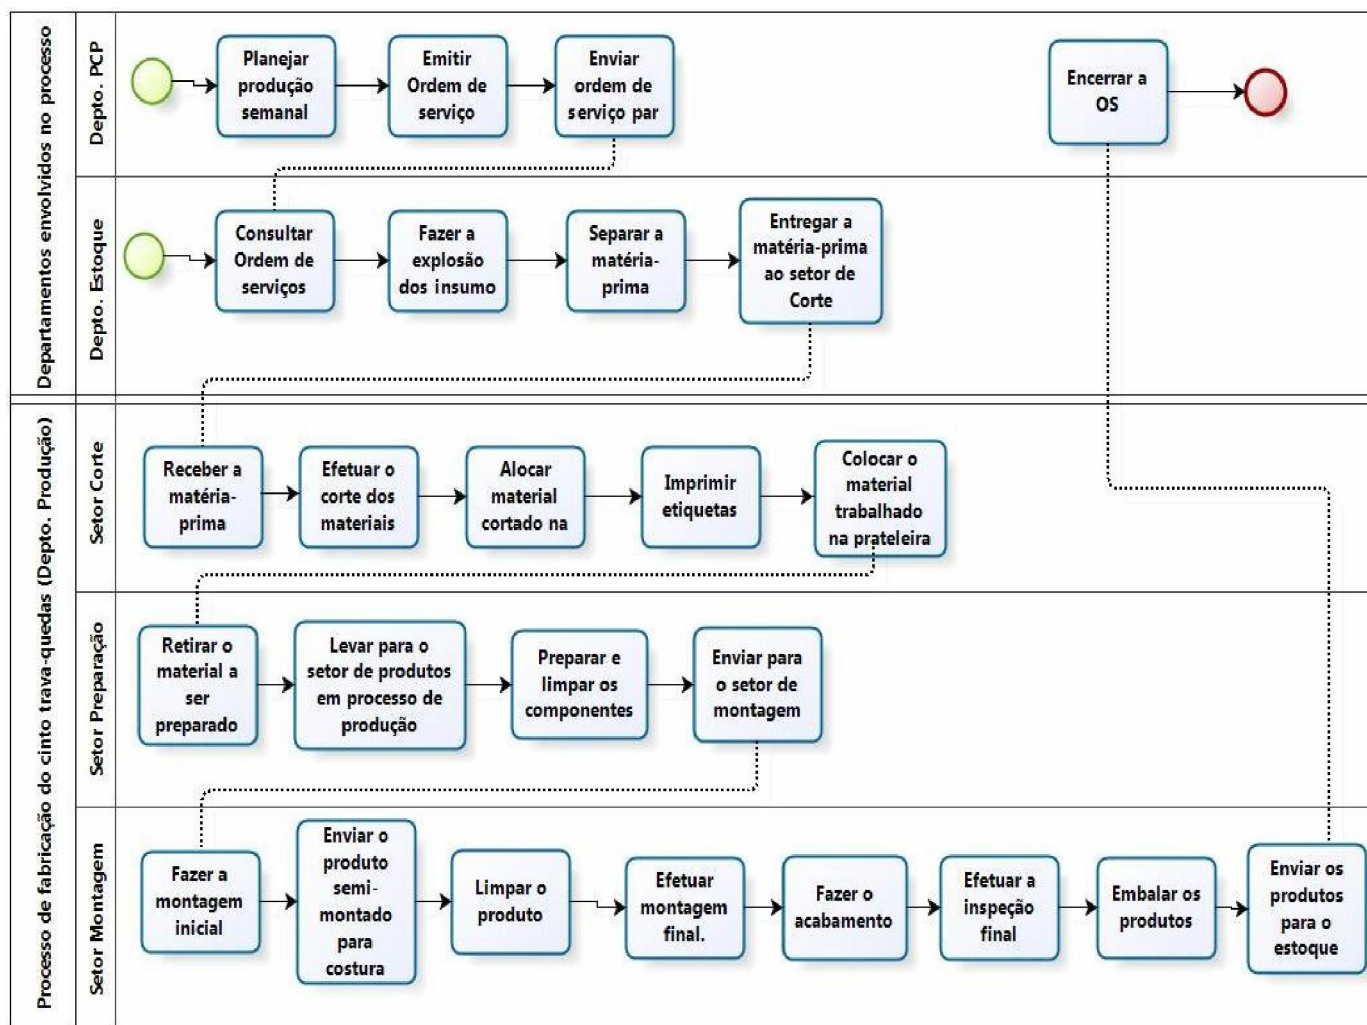 Departamentos envolvidos no processo
Depto. PCP
Planejar
produção
semanal
Emitir
Ordem de
serviço
Enviar
ordem de
serviço par
Encerrar a
OS
Depto. Estoque
Consultar
Ordem de
serviços
Fazer a
explosão
dos insumo
Separar a
matéria-
prima
Entregar a
matéria-prima
ao setor de
Corte
Processo de fabricação do cinto trava-quedas (Depto. Produção)
Setor Corte
Receber a
matéria-
prima
Efetuar o
corte dos
materiais
Alocar
material
cortado na
Imprimir
etiquetas
Colocar o
material
trabalhado
na prateleira
Setor Preparação
Retirar o
material a
ser
preparado
Levar para o
setor de produtos
em processo de
produção
Preparar e
limpar os
componentes
Enviar para
o setor de
montagem
Setor Montagem
Fazer a
montagem
inicial
Enviar o
produto
semi-
montado
para
costura
Limpar o
produto
Efetuar
montagem
final.
Fazer o
acabamento
Efetuar a
inspeção
final
Embalar os
produtos
Enviar os
produtos
para o
estoque